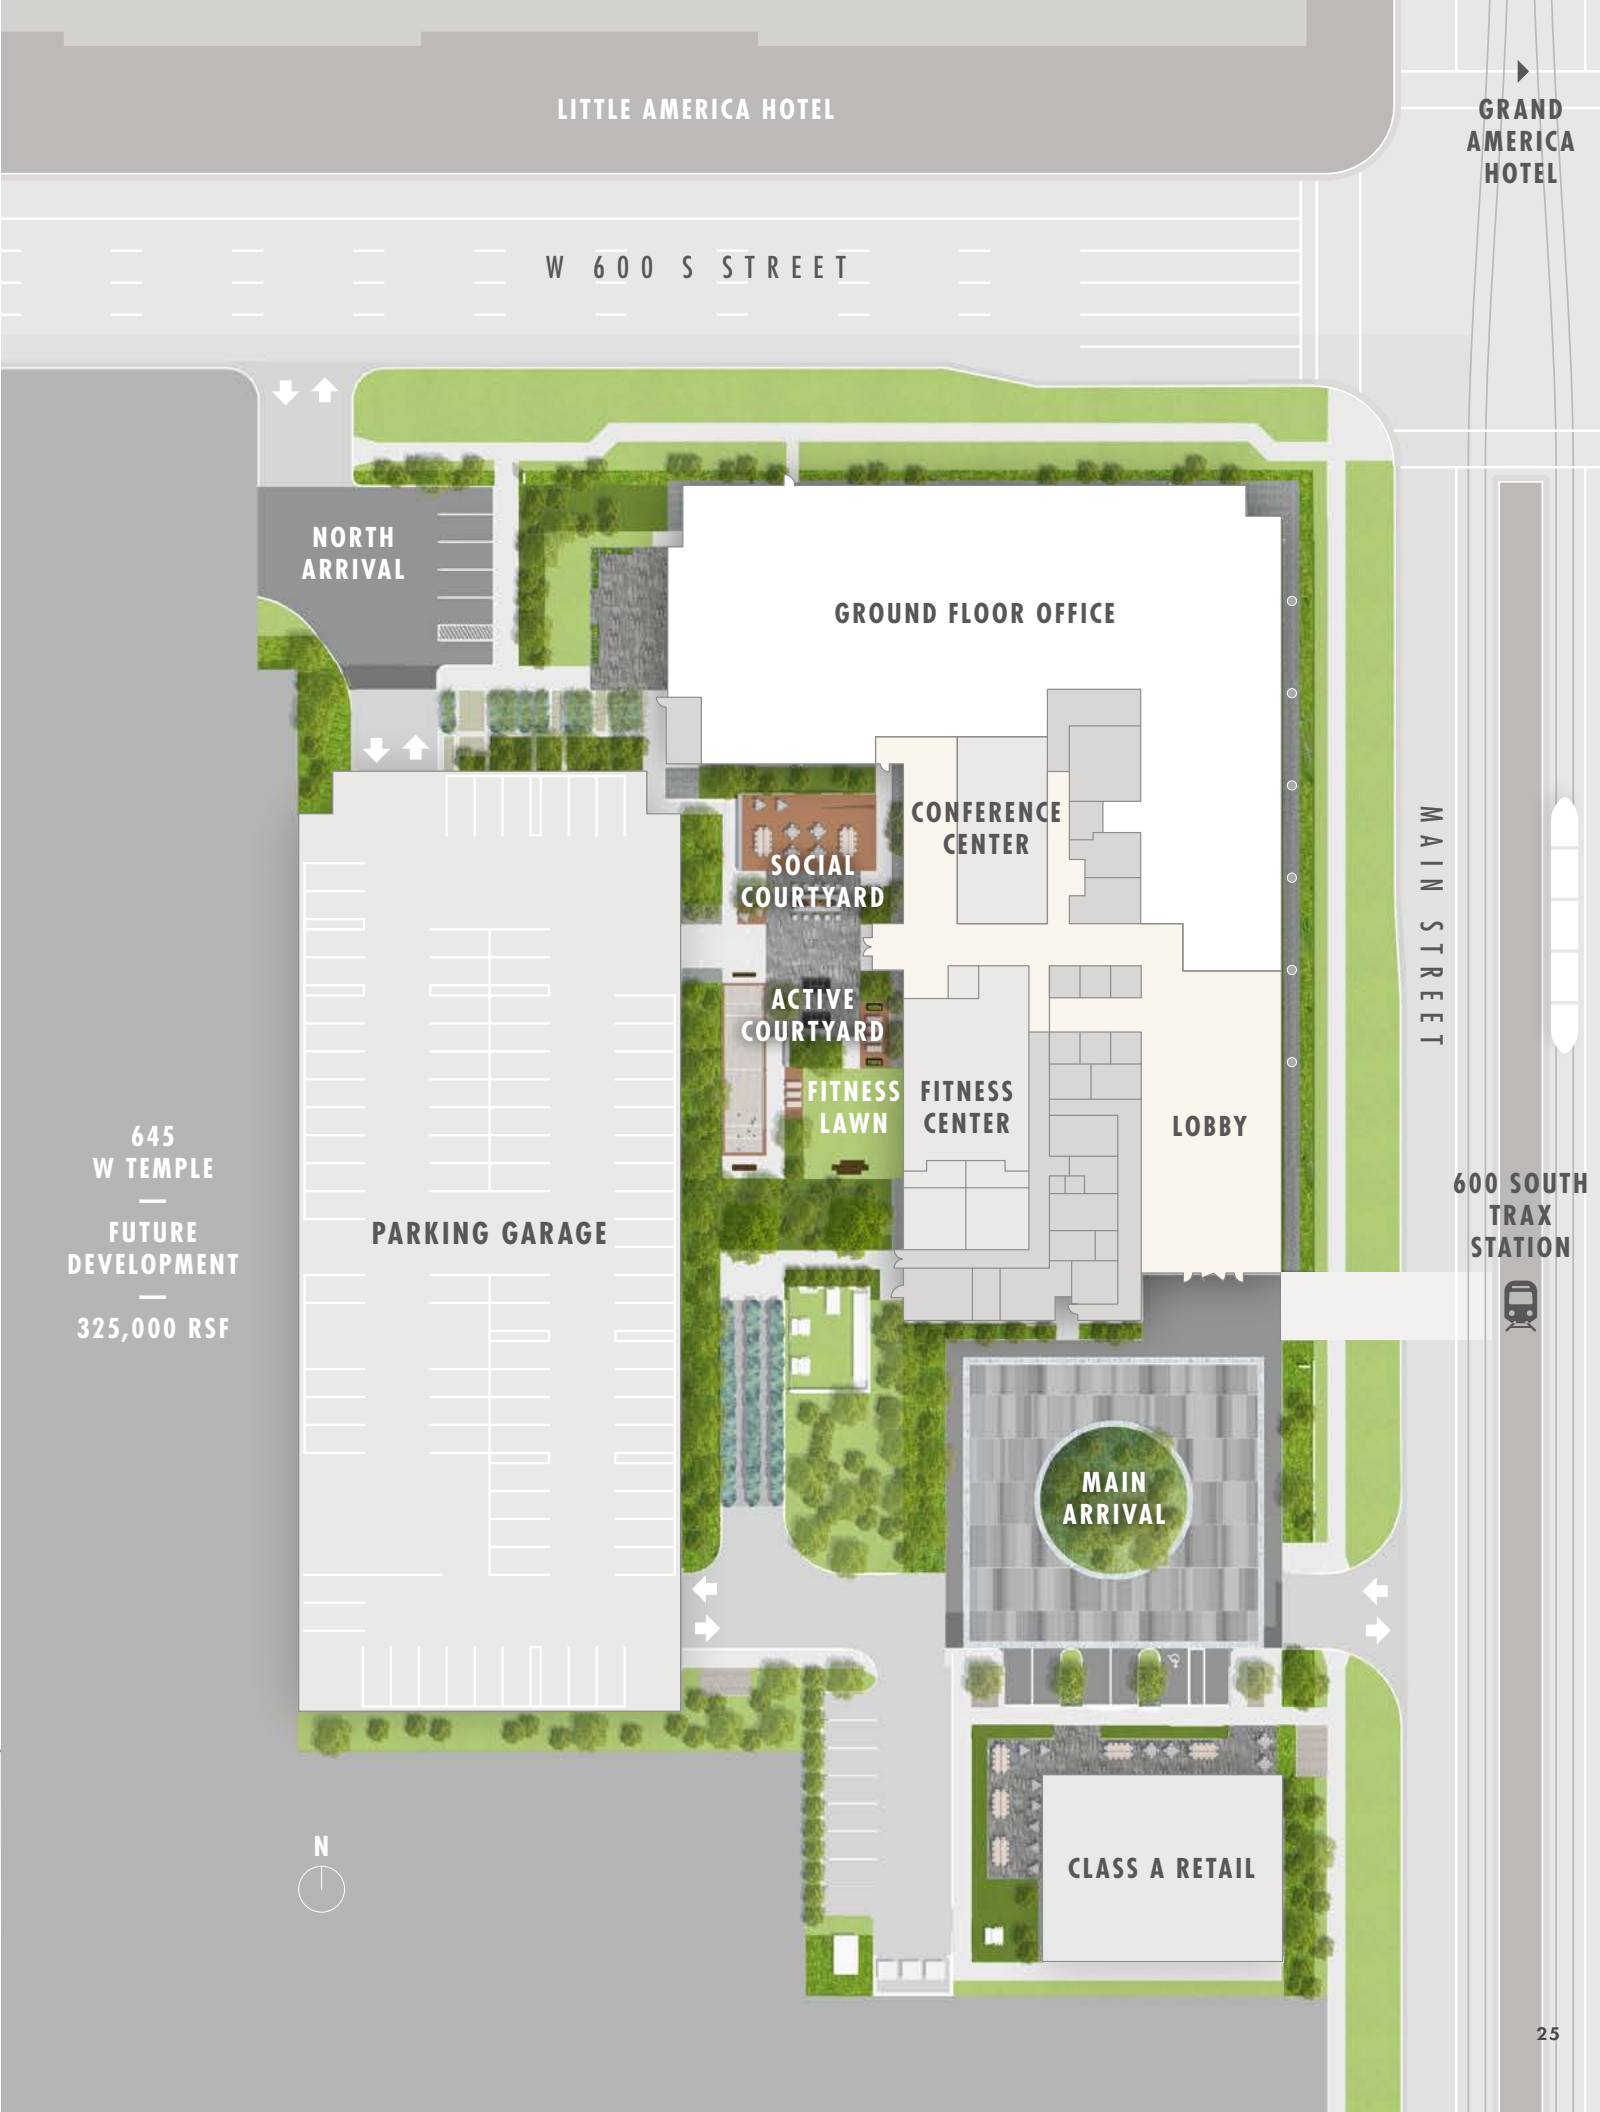 LITTLE AMERICA HOTEL
GRAND
AMERICA
HOTEL
W 600 S STREET
NORTH
ARRIVAL
GROUND FLOOR OFFICE
CONFERENCE
CENTER
SOCIAL
COURTYARD
MAIN STREET
ACTIVE
COURTYARD
FITNESS
LAWN
FITNESS
CENTER
LOBBY
645
W TEMPLE
—
FUTURE
DEVELOPMENT
—
325,000 RSF
PARKING GARAGE
600 SOUTH
TRAX
STATION
MAIN
ARRIVAL
N
CLASS A RETAIL
25